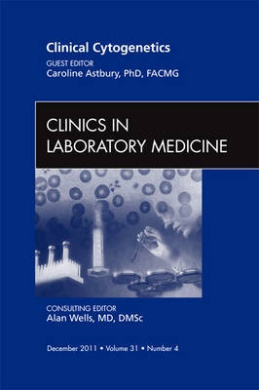 Clinical Cytogenetics
GUEST EDITOR
Caroline Astbury, PhD, FACMG
CLINICS IN
LABORATORY MEDICINE
CONSULTING EDITOR
Alan Wells, MD, DMSc
December 2011 • Volume 31 • Number 4